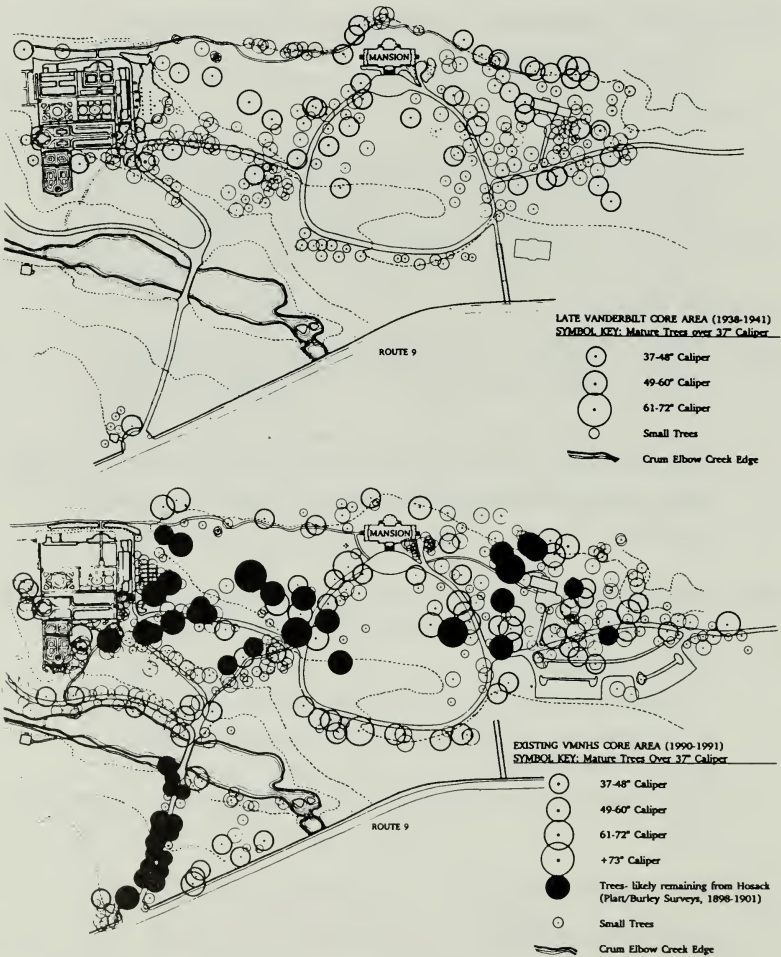 MANSION
ROUTE 9
LATE VANDERBILT CORE AREA (1938-1941)
SYMBOL KEY: Mature Trees over 37" Caliper
37-48" Caliper
49-60" Caliper
61-72" Caliper
Small Trees
Crum Elbow Creek Edge
MANSION
ROUTE 9
EXISTING VMNHS CORE AREA (1990-1991)
SYMBOL KEY: Mature Trees Over 37" Caliper
37-48" Caliper
49-60" Caliper
61-72" Caliper
+73" Caliper
Trees- likely remaining from Hosack
(Platt/Burley Surveys, 1898-1901)
Small Trees
Crum Elbow Creek Edge